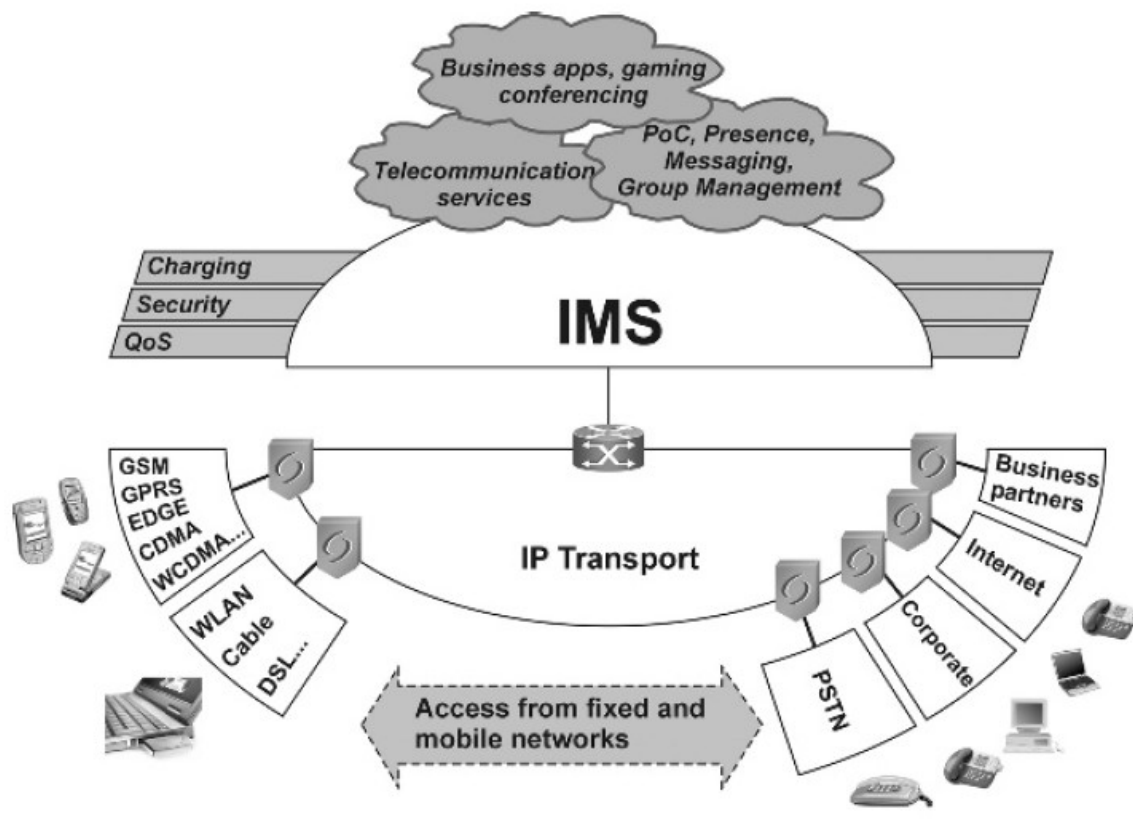 Business apps, gaming
conferencing
Telecommunication
services
PoC, Presence,
Messaging,
Group Management
Charging
Security
QoS
IMS
GSM
GPRS
EDGE
CDMA
WCDMA...
WLAN
Cable
DSL...
IP Transport
Business
partners
Internet
Corporate
PSTN
Access from fixed and
mobile networks